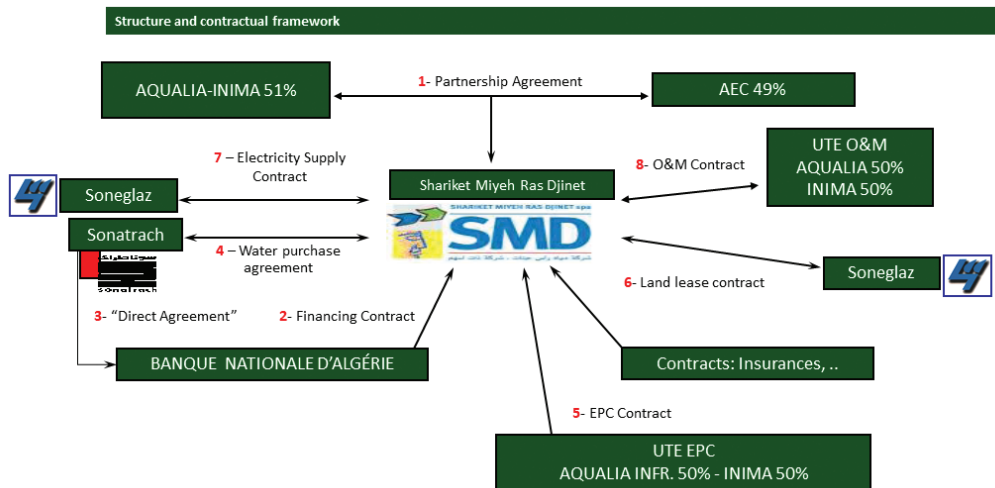 Structure and contractual framework
1- Partnership Agreement
AQUALIA-INIMA 51%
AEC 49%
7 – Electricity Supply
Contract
8- O&M Contract
UTE O&M
AQUALIA 50%
INIMA 50%
Shariket Miyeh Ras Djinet
Soneglaz
SHARIKET MIYEH RAS DJINET spa
SMD
Sonatrach
4 – Water purchase
agreement
sonatrach
6- Land lease contract
Soneglaz
3- “Direct Agreement”
2- Financing Contract
BANQUE NATIONALE D’ALGÉRIE
Contracts: Insurances, ..
5- EPC Contract
UTE EPC
AQUALIA INFR. 50% - INIMA 50%